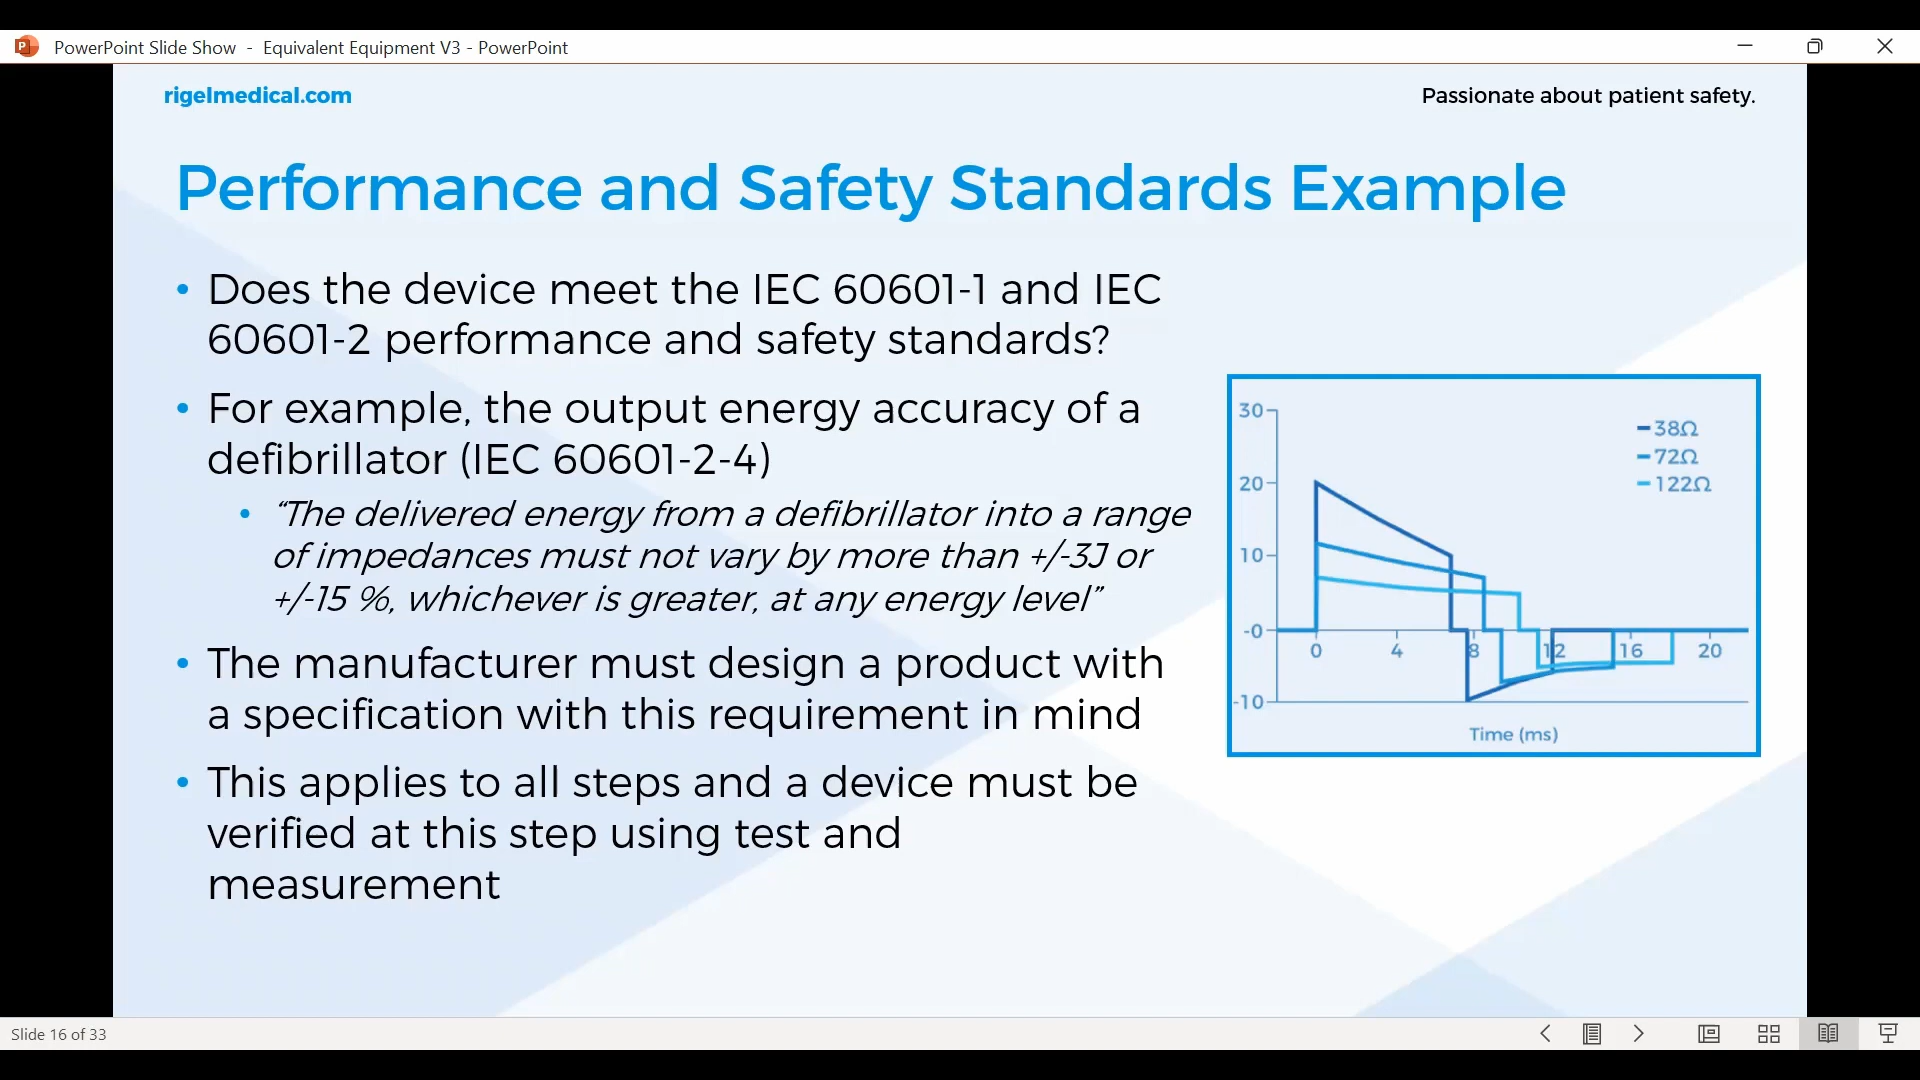 PowerPoint Slide Show - Equivalent Equipment V3 - PowerPoint
rigelmedical.com
Passionate about patient safety.
Performance and Safety Standards Example
• Does the device meet the IEC 60601-1 and IEC
60601-2 performance and safety standards?
• For example, the output energy accuracy of a
defibrillator (IEC 60601-2-4)
• “The delivered energy from a defibrillator into a range
of impedances must not vary by more than +/-3J or
+/-15 %, whichever is greater, at any energy level”
• The manufacturer must design a product with
a specification with this requirement in mind
• This applies to all steps and a device must be
verified at this step using test and
measurement
30
38Ω
72Ω
20
122Ω
10
-0
0 4 8 12 16 20
-10
Time (ms)
Slide 16 of 33